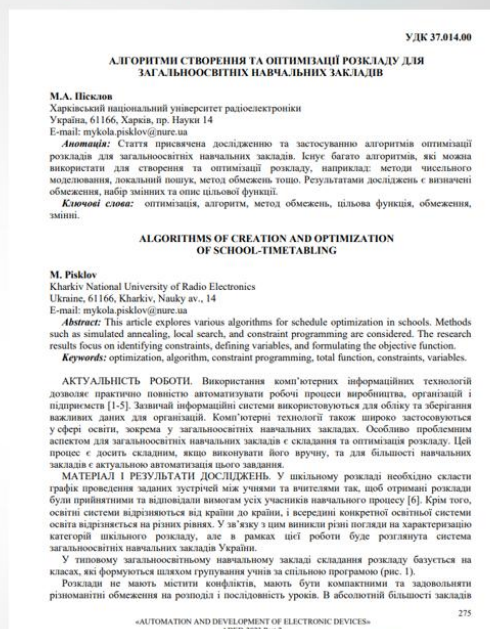 УДК 37.014.00
АЛГОРИТМИ СТВОРЕННЯ ТА ОПТИМІЗАЦІЇ РОЗКЛАДУ ДЛЯ
ЗАГАЛЬНООСВІТНІХ НАВЧАЛЬНИХ ЗАКЛАДІВ
М.А. Пісклов
Харківський національний університет радіоелектроніки
Україна, 61166, Харків, пр. Науки 14
E-mail: mykola.pisklov@nure.ua
Анотація: Стаття присвячена дослідженню та застосуванню алгоритмів оптимізації
розкладів для загальноосвітніх навчальних закладів. Існує багато алгоритмів, які можна
використати для створення та оптимізації розкладу, наприклад: методи чисельного
моделювання, локальний пошук, метод обмежень тощо. Результатами досліджень є визначені
обмеження, набір змінних та опис цільової функції.
Ключові слова: оптимізація, алгоритм, метод обмежень, цільова функція, обмеження,
змінні.
ALGORITHMS OF CREATION AND OPTIMIZATION
OF SCHOOL-TIMETABLING
M. Pisklov
Kharkiv National University of Radio Electronics
Ukraine, 61166, Kharkiv, Nauky av., 14
E-mail: mykola.pisklov@nure.ua
Abstract: This article explores various algorithms for schedule optimization in schools. Methods
such as simulated annealing, local search, and constraint programming are considered. The research
results focus on identifying constraints, defining variables, and formulating the objective function.
Keywords: optimization, algorithm, constraint programming, total function, constraints, variables.
АКТУАЛЬНІСТЬ РОБОТИ. Використання комп'ютерних інформаційних технологій
дозволяє практично повністю автоматизувати робочі процеси виробництва, організацій і
підприємств [1-5]. Зазвичай інформаційні системи використовуються для обліку та зберігання
важливих даних для організацій. Комп'ютерні технології також широко застосовуються
у сфері освіти, зокрема у загальноосвітніх навчальних закладах. Особливо проблемним
аспектом для загальноосвітніх навчальних закладів є складання та оптимізація розкладу. Цей
процес є досить складним, якщо виконувати його вручну, та для більшості навчальних
закладів є актуальною автоматизація цього завдання.
МАТЕРІАЛ І РЕЗУЛЬТАТИ ДОСЛІДЖЕНЬ. У шкільному розкладі необхідно скласти
графік проведення заданих зустрічей між учнями та вчителями так, щоб отримані розклади
були прийнятними та відповідали вимогам усіх учасників навчального процесу [6]. Крім того,
освітні системи відрізняються від країни до країни, і всередині конкретної освітньої системи
освіта відрізняється на різних рівнях. У зв'язку з цим виникли різні погляди на характеризацію
категорій шкільного розкладу, але в рамках цієї роботи буде розглянута система
загальноосвітніх навчальних закладів України.
У типовому загальноосвітньому навчальному закладі складання розкладу базується на
класах, які формуються шляхом групування учнів за спільною програмою (рис. 1).
Розклади не мають містити конфліктів, мають бути компактними та задовольняти
різноманітні обмеження на розподіл і послідовність уроків. В абсолютній більшості закладів
275
«AUTOMATION AND DEVELOPMENT OF ELECTRONIC DEVICES»